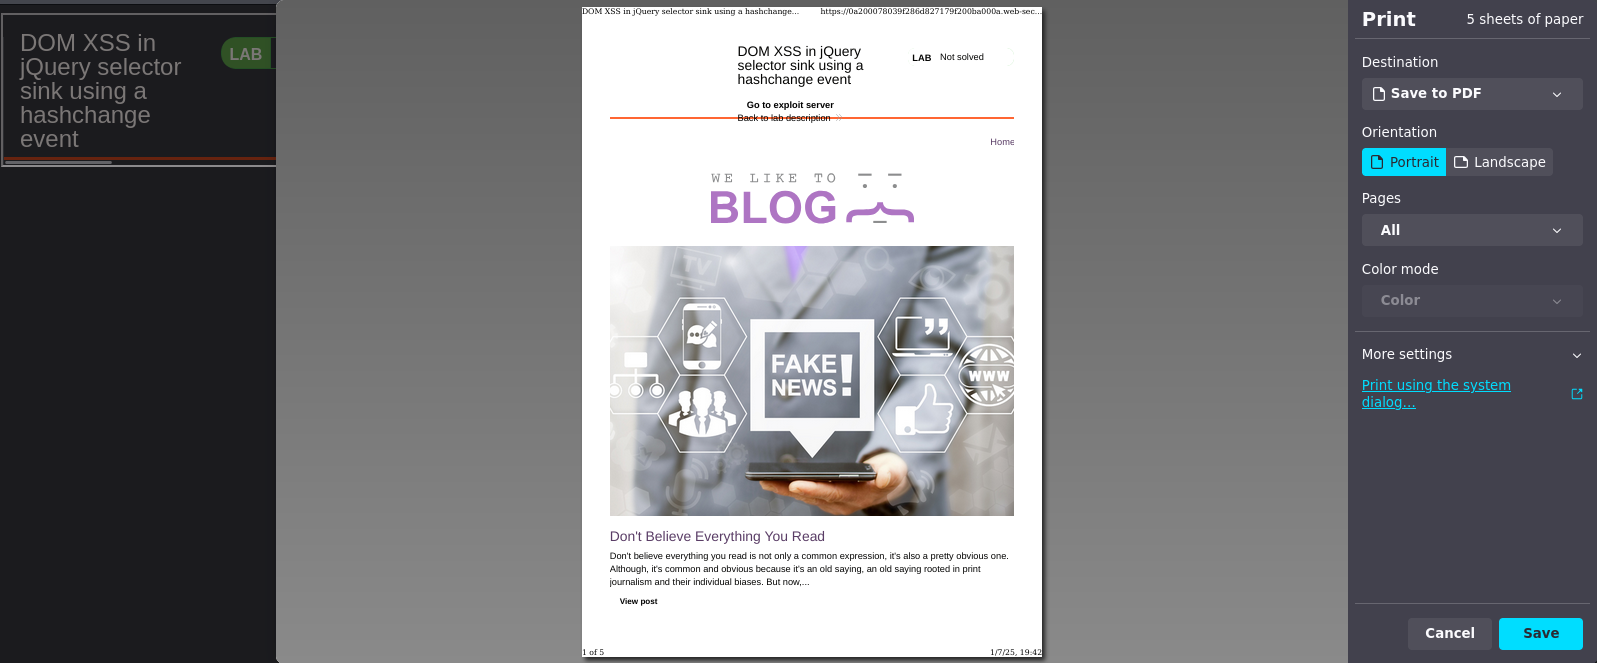 DOM XSS in
jQuery selector
sink using a
hashchange
event
LAB
DOM XSS in jQuery selector sink using a hashchange...
https://0a200078039f286d827179f200ba000a.web-sec...
DOM XSS in jQuery
selector sink using a
hashchange event
LAB
Not solved
Go to exploit server
Back to lab description
Home
WE LIKE TO
BLOG
TV
FAKE
NEWS!
WWW
Don't Believe Everything You Read
Don't believe everything you read is not only a common expression, it's also a pretty obvious one.
Although, it's common and obvious because it's an old saying, an old saying rooted in print
journalism and their individual biases. But now,...
View post
1 of 5
1/7/25, 19:42
Print
5 sheets of paper
Destination
Save to PDF
Orientation
Portrait
Landscape
Pages
All
Color mode
Color
More settings
Print using the system
dialog...
Cancel
Save